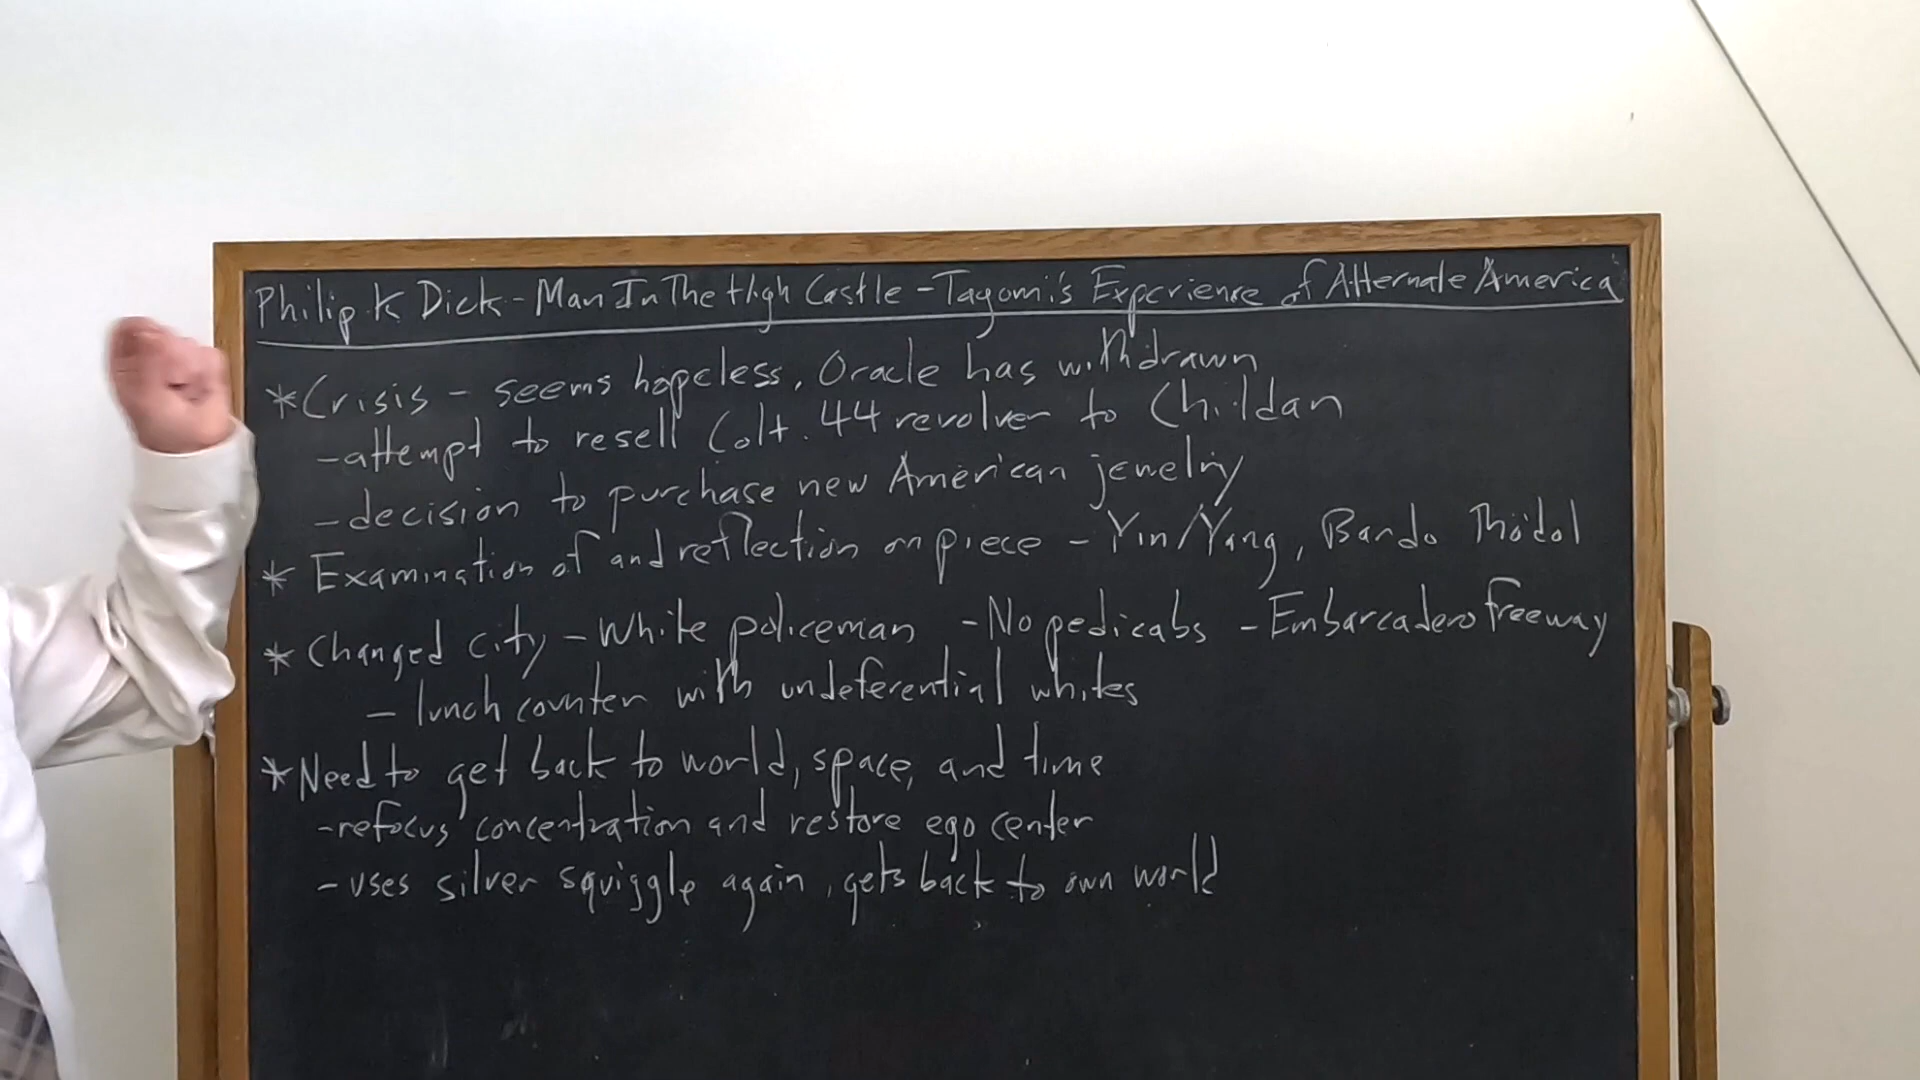 Philip K Dick - Man In The High Castle - Tagomi's Experience of Alternate America
* Crisis - seems hopeless, Oracle has withdrawn
- attempt to resell Colt .44 revolver to Childan
- decision to purchase new American jewelry
* Examination of and reflection on piece - Yin/Yang, Bardo Thödol
* Changed city - White policeman - No pedicabs - Embarcadero freeway
- lunch counter with undeferential whites
* Need to get back to world, space, and time
- refocus concentration and restore ego center
- uses silver squiggle again, gets back to own world